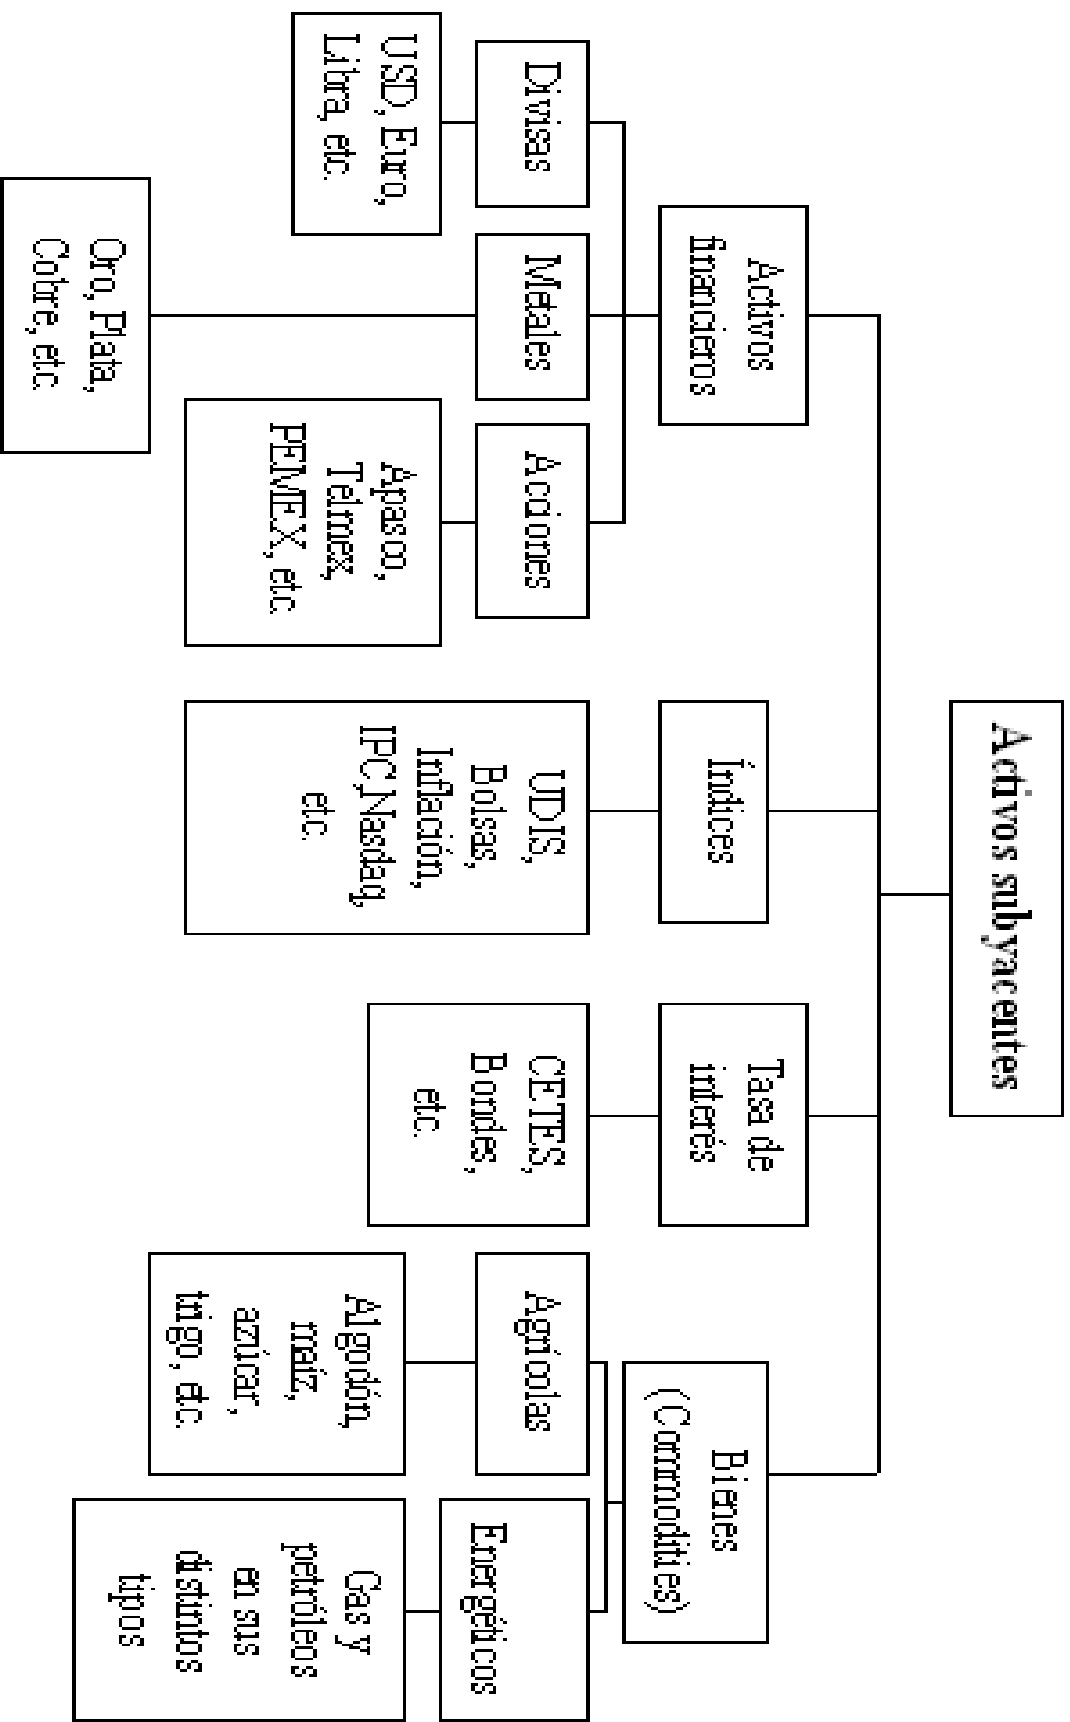 Activos subyacentes
Activos
financieros
Índices
Tasa de
interés
Bienes
(Commodities)
Divisas
Metales
Acciones
Agrícolas
Energéticos
USD, Euro,
Libra, etc.
Oro, Plata,
Cobre, etc
Apasco,
Telmex,
PEMEX, etc
UDIS,
Bolsas,
Inflación,
IPC,Nasdaq,
etc
CETES,
Bondes,
etc.
Algodón,
maíz,
azúcar,
trigo, etc.
Gas y
petróleos
en sus
distintos
tipos